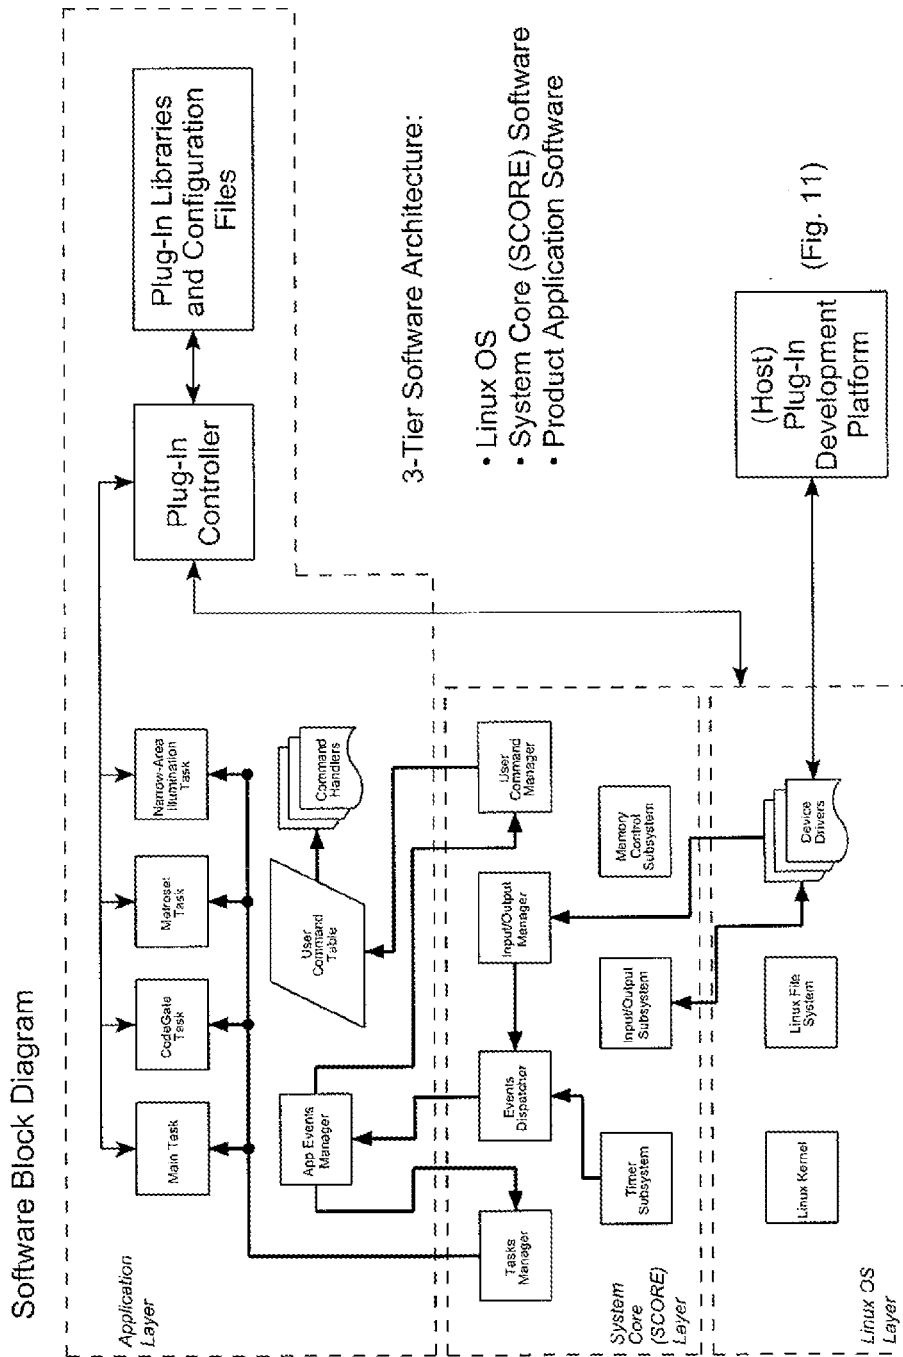 Software Block Diagram
Application
Layer
Main Task
CodeGate
Task
Metroset
Task
Narrow-Area
Illumination
Task
Plug-In
Controller
Plug-In Libraries
and Configuration
Files
App Events
Manager
User
Command
Table
Command
Handlers
3-Tier Software Architecture:
• Linux OS
• System Core (SCORE) Software
• Product Application Software
System
Core
(SCORE)
Layer
Tasks
Manager
Events
Dispatcher
Input/Output
Manager
User
Command
Manager
Timer
Subsystem
Input/Output
Subsystem
Memory
Control
Subsystem
Linux OS
Layer
Linux Kernel
Linux File
System
Device
Drivers
(Host)
Plug-In
Development
Platform
(Fig. 11)